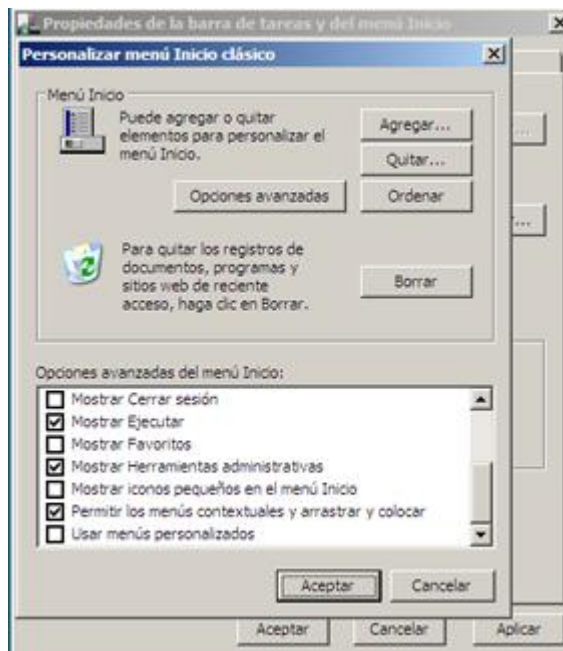 Propiedades de la barra de tareas y del menú Inicio
Personalizar menú Inicio clásico
Menú Inicio
Puede agregar o quitar
elementos para personalizar el
menú Inicio.
Agregar...
Quitar...
Opciones avanzadas
Ordenar
Para quitar los registros de
documentos, programas y
sitios web de reciente
acceso, haga clic en Borrar.
Borrar
Opciones avanzadas del menú Inicio:
Mostrar Cerrar sesión
Mostrar Ejecutar
Mostrar Favoritos
Mostrar Herramientas administrativas
Mostrar iconos pequeños en el menú Inicio
Permitir los menús contextuales y arrastrar y colocar
Usar menús personalizados
Aceptar
Cancelar
Aceptar
Cancelar
Aplicar